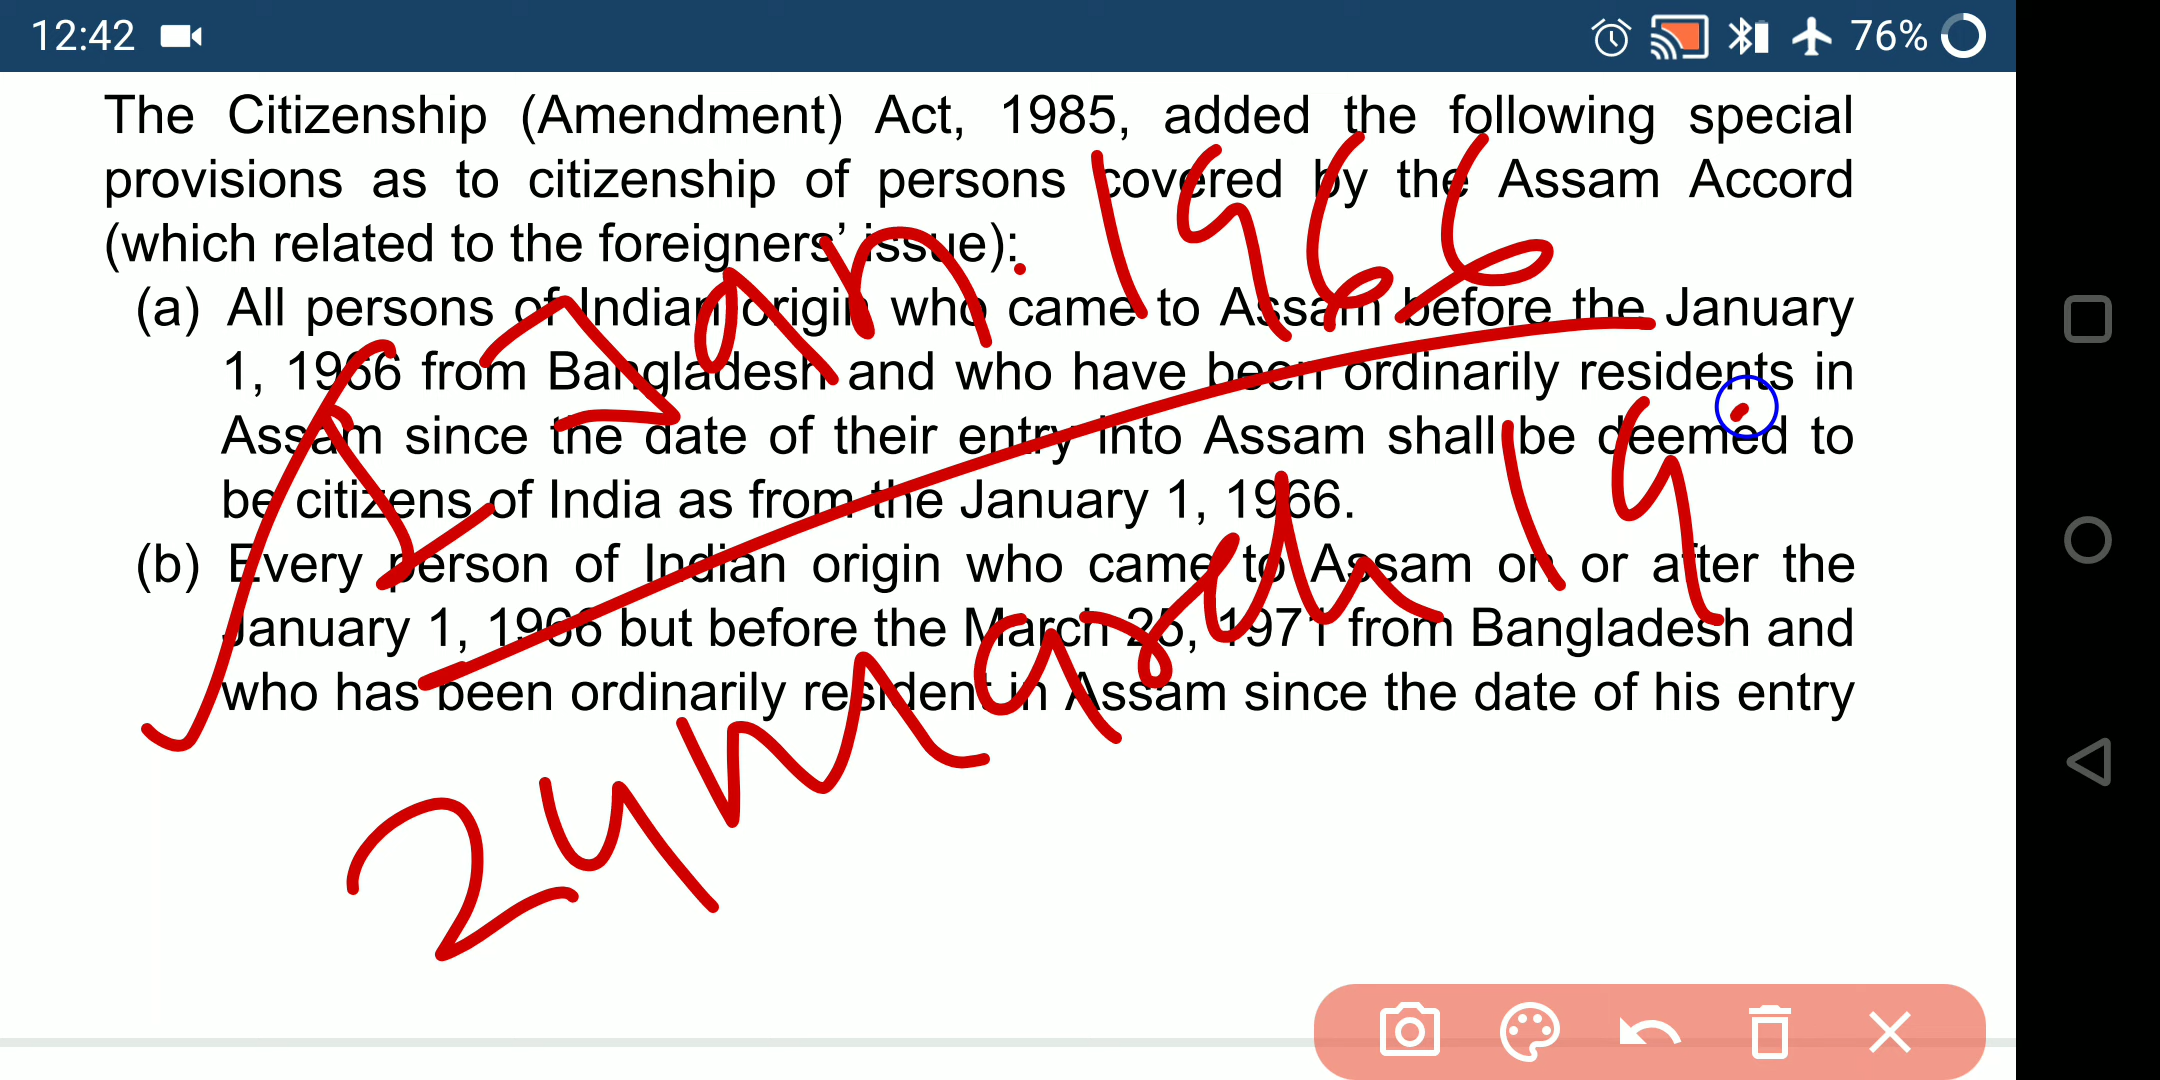 12:42 76%
The Citizenship (Amendment) Act, 1985, added the following special
provisions as to citizenship of persons covered by the Assam Accord
(which related to the foreigners’ issue):
(a) All persons of Indian origin who came to Assam before the January
1, 1966 from Bangladesh and who have been ordinarily residents in
Assam since the date of their entry into Assam shall be deemed to
be citizens of India as from the January 1, 1966.
(b) Every person of Indian origin who came to Assam on or after the
January 1, 1966 but before the March 25, 1971 from Bangladesh and
who has been ordinarily resident in Assam since the date of his entry
1 Jan 1966
24 march 19